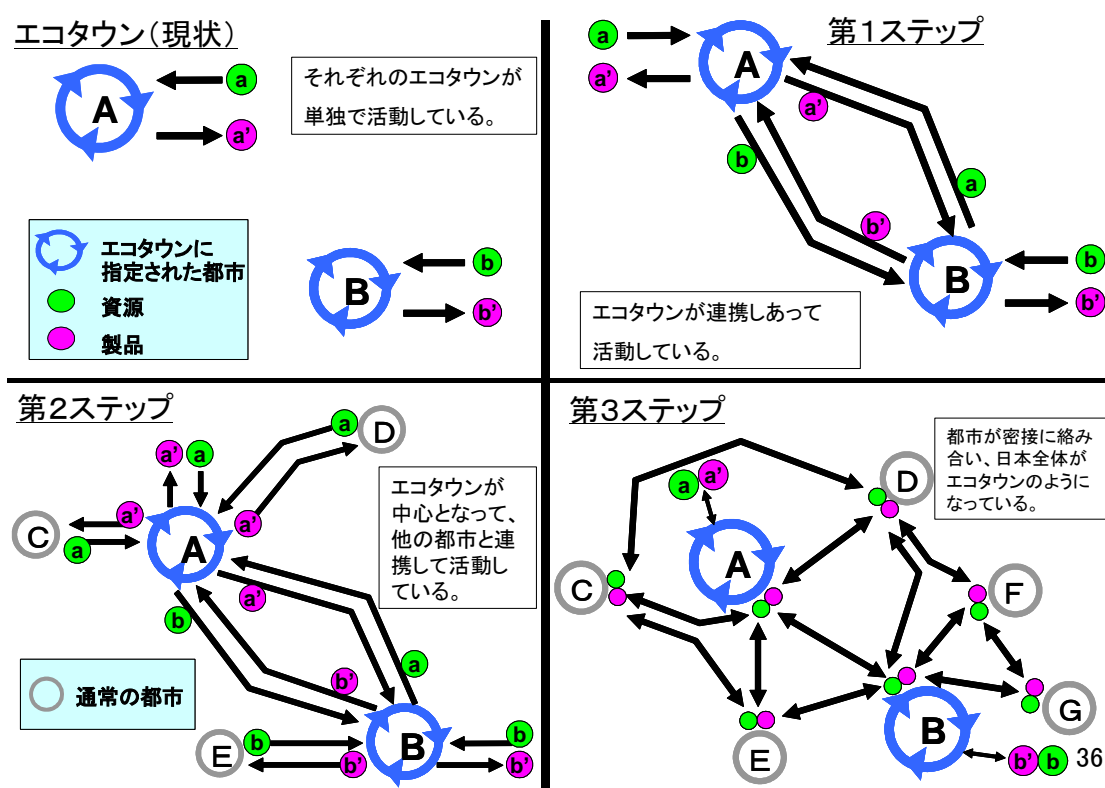 エコタウン（現状）
a
A
a'
それぞれのエコタウンが
単独で活動している。
エコタウンに
指定された都市
資源
製品
b
B
b'
第１ステップ
a
A
a'
a'
b
a
b'
B
b
b'
エコタウンが連携しあって
活動している。
第２ステップ
a
D
a'
a
a'
a'
C
a
A
エコタウンが
中心となって、
他の都市と連
携して活動し
ている。
a'
b
a
b'
通常の都市
E
b
b'
B
b
b'
第３ステップ
都市が密接に絡み
合い、日本全体が
エコタウンのように
なっている。
a
a'
D
A
C
F
G
B
E
b'
b
36